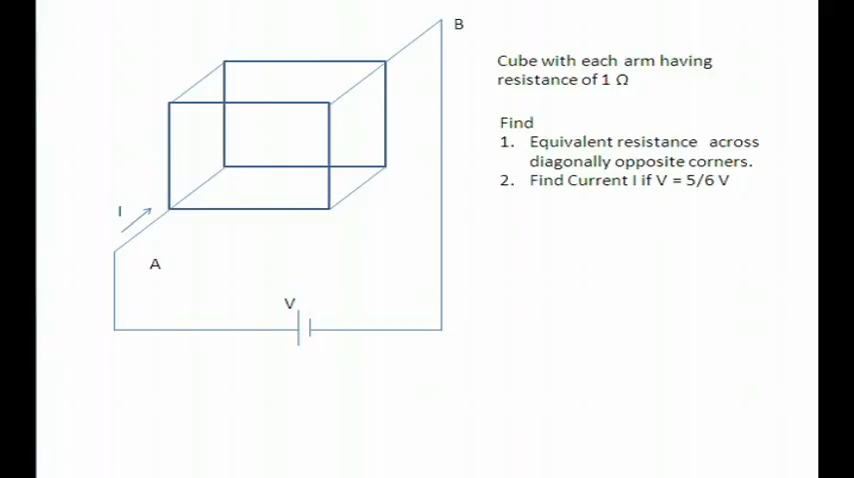 B
Cube with each arm having
resistance of 1 Ω
Find
1. Equivalent resistance across
diagonally opposite corners.
2. Find Current I if V = 5/6 V
I
A
V